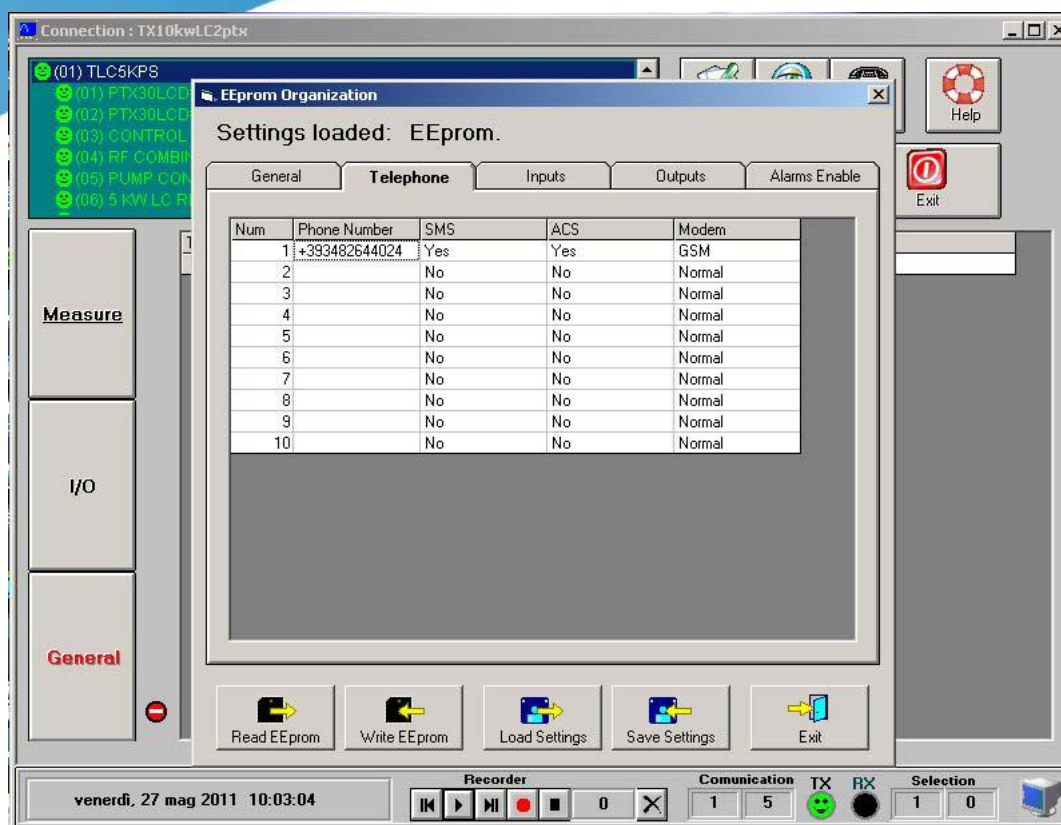 Connection : TX10kwLC2ptx
(01) TLC5KPS
(01) PTX30LCD
(02) PTX30LCD
(03) CONTROL
(04) RF COMBIN
(05) PUMP CON
(06) 5 KW LC R
Help
Exit
EEprom Organization
Settings loaded: EEprom.
General Telephone Inputs Outputs Alarms Enable
Num Phone Number SMS ACS Modem
1 +393482644024 Yes Yes GSM
2 No No Normal
3 No No Normal
4 No No Normal
5 No No Normal
6 No No Normal
7 No No Normal
8 No No Normal
9 No No Normal
10 No No Normal
Measure
I/O
General
Read EEprom Write EEprom Load Settings Save Settings Exit
venerdì, 27 mag 2011 10:03:04
Recorder
0
Comunication
1 5
TX RX
Selection
1 0